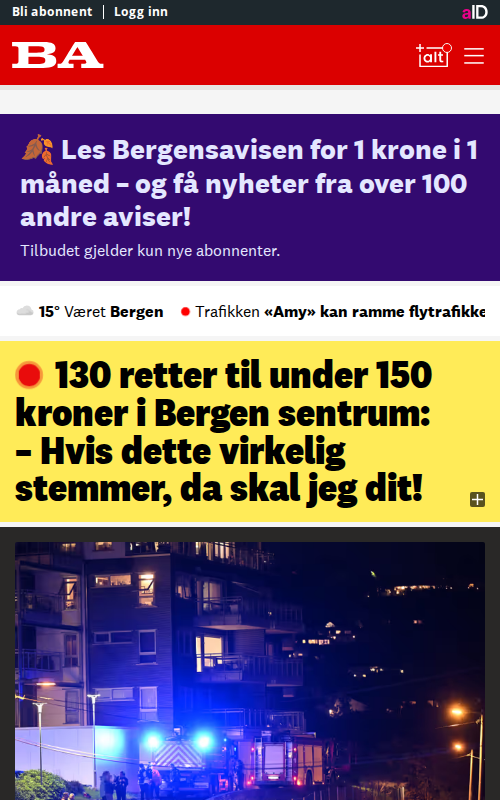 Bli abonnent Logg inn aID
BA +alt
Les Bergensavisen for 1 krone i 1
måned – og få nyheter fra over 100
andre aviser!
Tilbudet gjelder kun nye abonnenter.
15° Været Bergen Trafikken «Amy» kan ramme flytrafikke
130 retter til under 150
kroner i Bergen sentrum:
– Hvis dette virkelig
stemmer, da skal jeg dit!